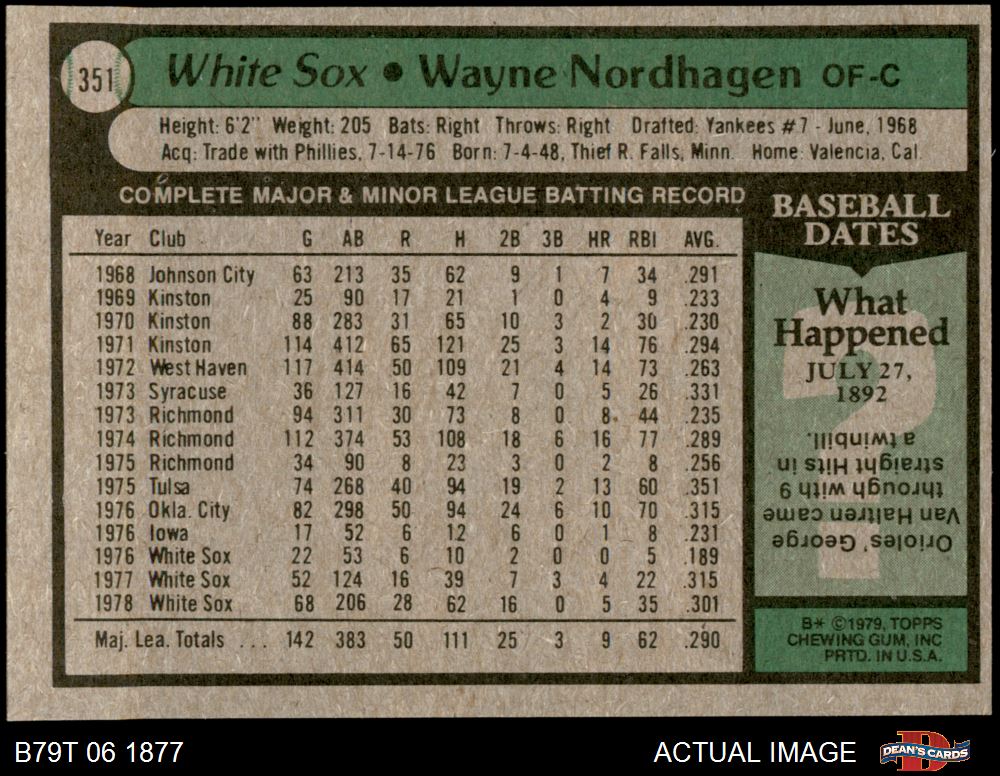 351
White Sox • Wayne Nordhagen OF-C
Height: 6'2" Weight: 205 Bats: Right Throws: Right Drafted: Yankees #7 - June, 1968
Acq: Trade with Phillies, 7-14-76 Born: 7-4-48, Thief R. Falls, Minn. Home: Valencia, Cal.
COMPLETE MAJOR & MINOR LEAGUE BATTING RECORD
Year Club G AB R H 2B 3B HR RBI AVG.
1968 Johnson City 63 213 35 62 9 1 7 34 .291
1969 Kinston 25 90 17 21 1 0 4 9 .233
1970 Kinston 88 283 31 65 10 3 2 30 .230
1971 Kinston 114 412 65 121 25 3 14 76 .294
1972 West Haven 117 414 50 109 21 4 14 73 .263
1973 Syracuse 36 127 16 42 7 0 5 26 .331
1973 Richmond 94 311 30 73 8 0 8 44 .235
1974 Richmond 112 374 53 108 18 6 16 77 .289
1975 Richmond 34 90 8 23 3 0 2 8 .256
1975 Tulsa 74 268 40 94 19 2 13 60 .351
1976 Okla. City 82 298 50 94 24 6 10 70 .315
1976 Iowa 17 52 6 12 6 0 1 8 .231
1976 White Sox 22 53 6 10 2 0 0 5 .189
1977 White Sox 52 124 16 39 7 3 4 22 .315
1978 White Sox 68 206 28 62 16 0 5 35 .301
Maj. Lea. Totals ... 142 383 50 111 25 3 9 62 .290
BASEBALL
DATES
What
Happened
JULY 27,
1892
Orioles' George
Van Haltren came
through with 9
straight Hits in
a twinbill.
B* ©1979, TOPPS
CHEWING GUM, INC
PRTD. IN U.S.A.
B79T 06 1877
ACTUAL IMAGE
D
DEAN'S CARDS